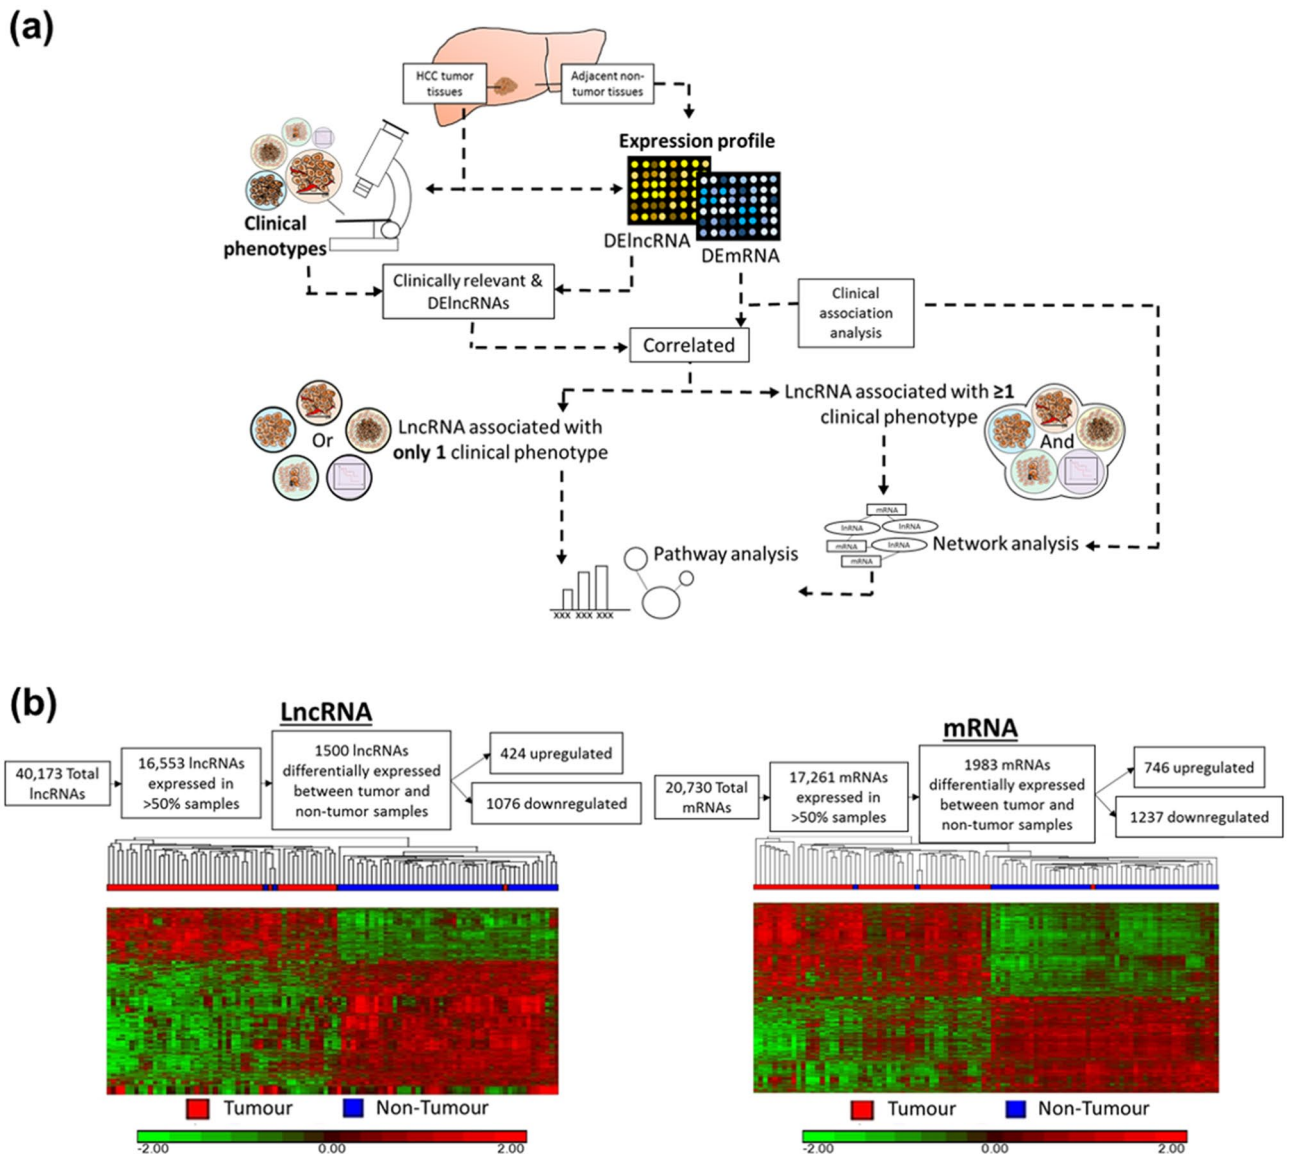 (a)
HCC tumor
tissues
Adjacent non-
tumor tissues
Expression profile
Clinical
phenotypes
DElncRNA
DEmRNA
Clinically relevant &
DElncRNAs
Clinical
association
analysis
Correlated
LncRNA associated with ≥1
clinical phenotype
Or
LncRNA associated with
only 1 clinical phenotype
And
mRNA
lnRNA
lnRNA
mRNA
lnRNA
mRNA
Network analysis
Pathway analysis
XXX XXX XXX
(b)
LncRNA
40,173 Total
lncRNAs
16,553 lncRNAs
expressed in
>50% samples
1500 lncRNAs
differentially expressed
between tumor and
non-tumor samples
424 upregulated
1076 downregulated
mRNA
20,730 Total
mRNAs
17,261 mRNAs
expressed in
>50% samples
1983 mRNAs
differentially expressed
between tumor and
non-tumor samples
746 upregulated
1237 downregulated
Tumour Non-Tumour
-2.00 0.00 2.00
Tumour Non-Tumour
-2.00 0.00 2.00